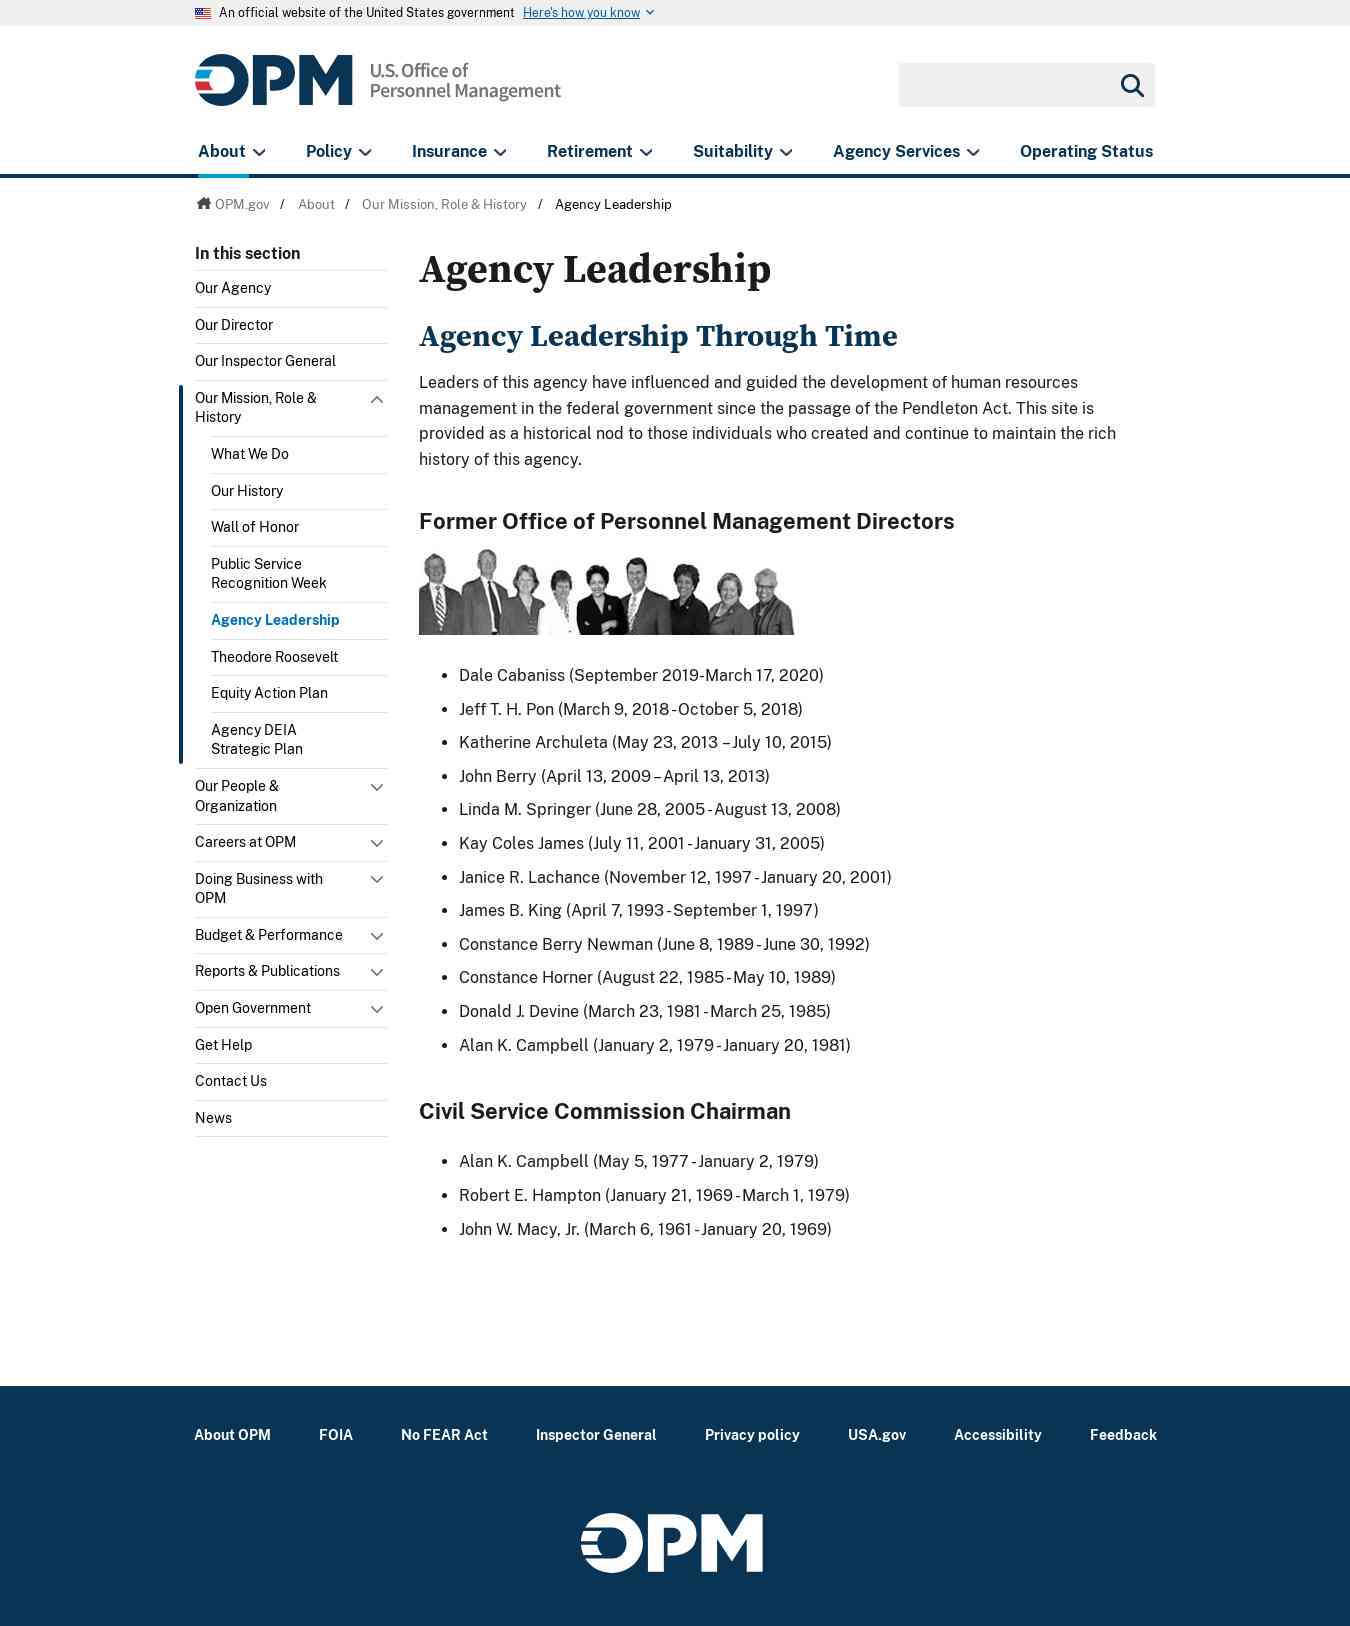 An official website of the United States government Here's how you know
OPM U.S. Office of
Personnel Management
About Policy Insurance Retirement Suitability Agency Services Operating Status
OPM.gov / About / Our Mission, Role & History / Agency Leadership
In this section
Our Agency
Our Director
Our Inspector General
Our Mission, Role &
History
What We Do
Our History
Wall of Honor
Public Service
Recognition Week
Agency Leadership
Theodore Roosevelt
Equity Action Plan
Agency DEIA
Strategic Plan
Our People &
Organization
Careers at OPM
Doing Business with
OPM
Budget & Performance
Reports & Publications
Open Government
Get Help
Contact Us
News
Agency Leadership
Agency Leadership Through Time
Leaders of this agency have influenced and guided the development of human resources
management in the federal government since the passage of the Pendleton Act. This site is
provided as a historical nod to those individuals who created and continue to maintain the rich
history of this agency.
Former Office of Personnel Management Directors
Dale Cabaniss (September 2019-March 17, 2020)
Jeff T. H. Pon (March 9, 2018 - October 5, 2018)
Katherine Archuleta (May 23, 2013 – July 10, 2015)
John Berry (April 13, 2009 – April 13, 2013)
Linda M. Springer (June 28, 2005 - August 13, 2008)
Kay Coles James (July 11, 2001 - January 31, 2005)
Janice R. Lachance (November 12, 1997 - January 20, 2001)
James B. King (April 7, 1993 - September 1, 1997)
Constance Berry Newman (June 8, 1989 - June 30, 1992)
Constance Horner (August 22, 1985 - May 10, 1989)
Donald J. Devine (March 23, 1981 - March 25, 1985)
Alan K. Campbell (January 2, 1979 - January 20, 1981)
Civil Service Commission Chairman
Alan K. Campbell (May 5, 1977 - January 2, 1979)
Robert E. Hampton (January 21, 1969 - March 1, 1979)
John W. Macy, Jr. (March 6, 1961 - January 20, 1969)
About OPM FOIA No FEAR Act Inspector General Privacy policy USA.gov Accessibility Feedback
OPM